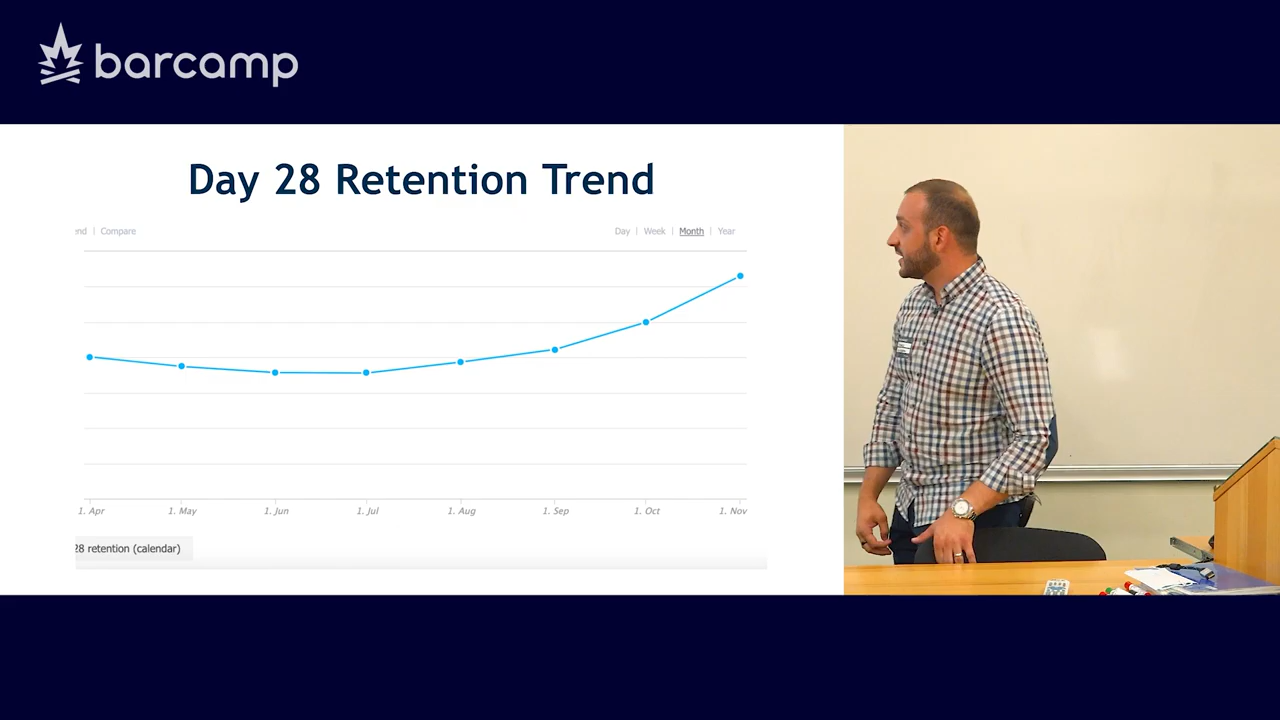 barcamp
Day 28 Retention Trend
end | Compare
Day | Week | Month | Year
1. Apr 1. May 1. Jun 1. Jul 1. Aug 1. Sep 1. Oct 1. Nov
28 retention (calendar)